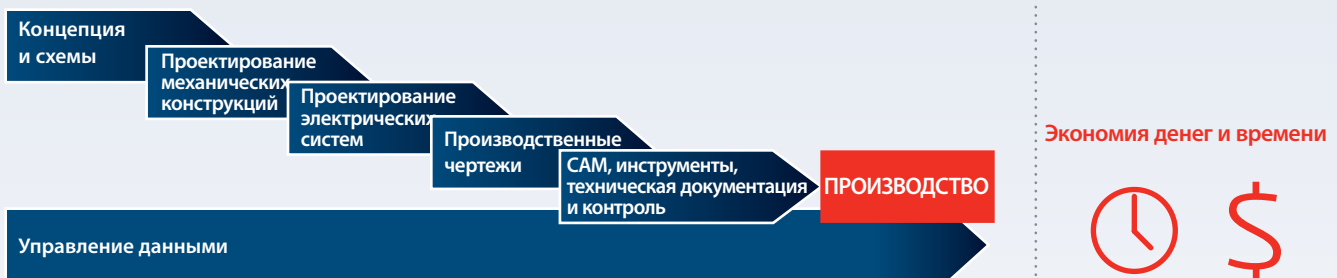 Концепция
и схемы
Проектирование
механических
конструкций
Проектирование
электрических
систем
Производственные
чертежи
САМ, инструменты,
техническая документация
и контроль
ПРОИЗВОДСТВО
Управление данными
Экономия денег и времени
$